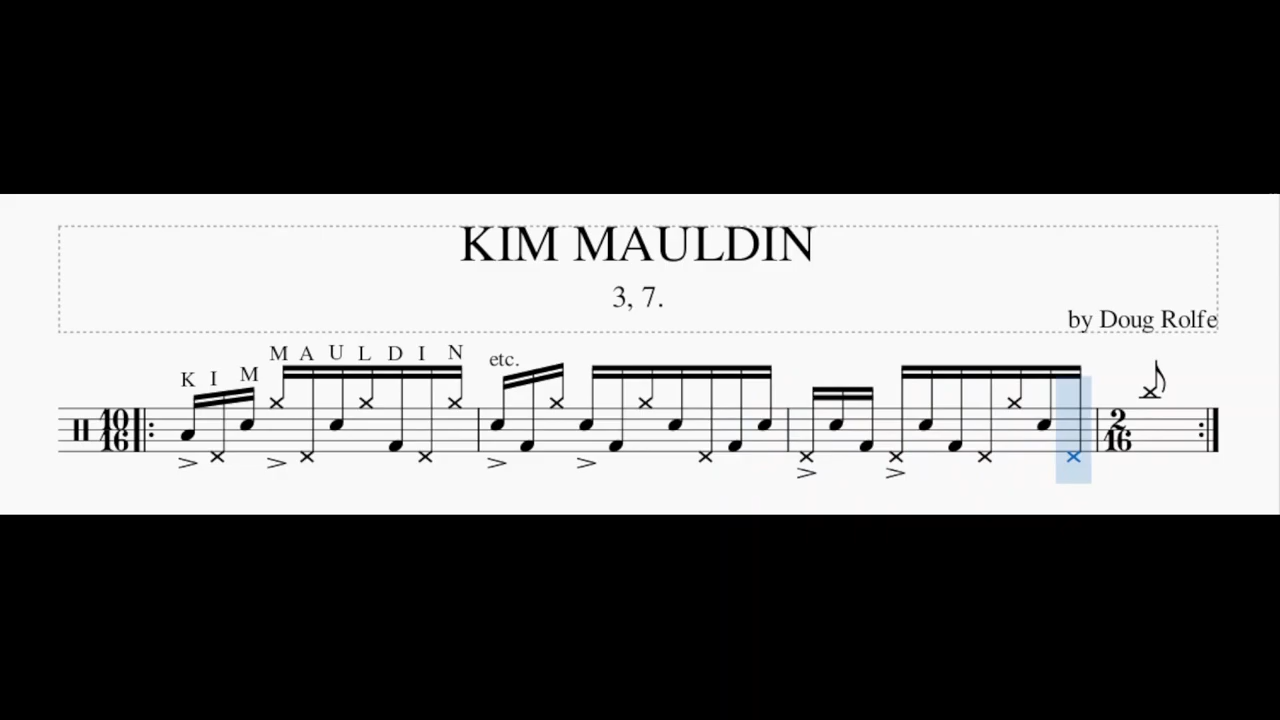 KIM MAULDIN
3, 7.
by Doug Rolfe
K I M M A U L D I N etc.
10
16
2
16